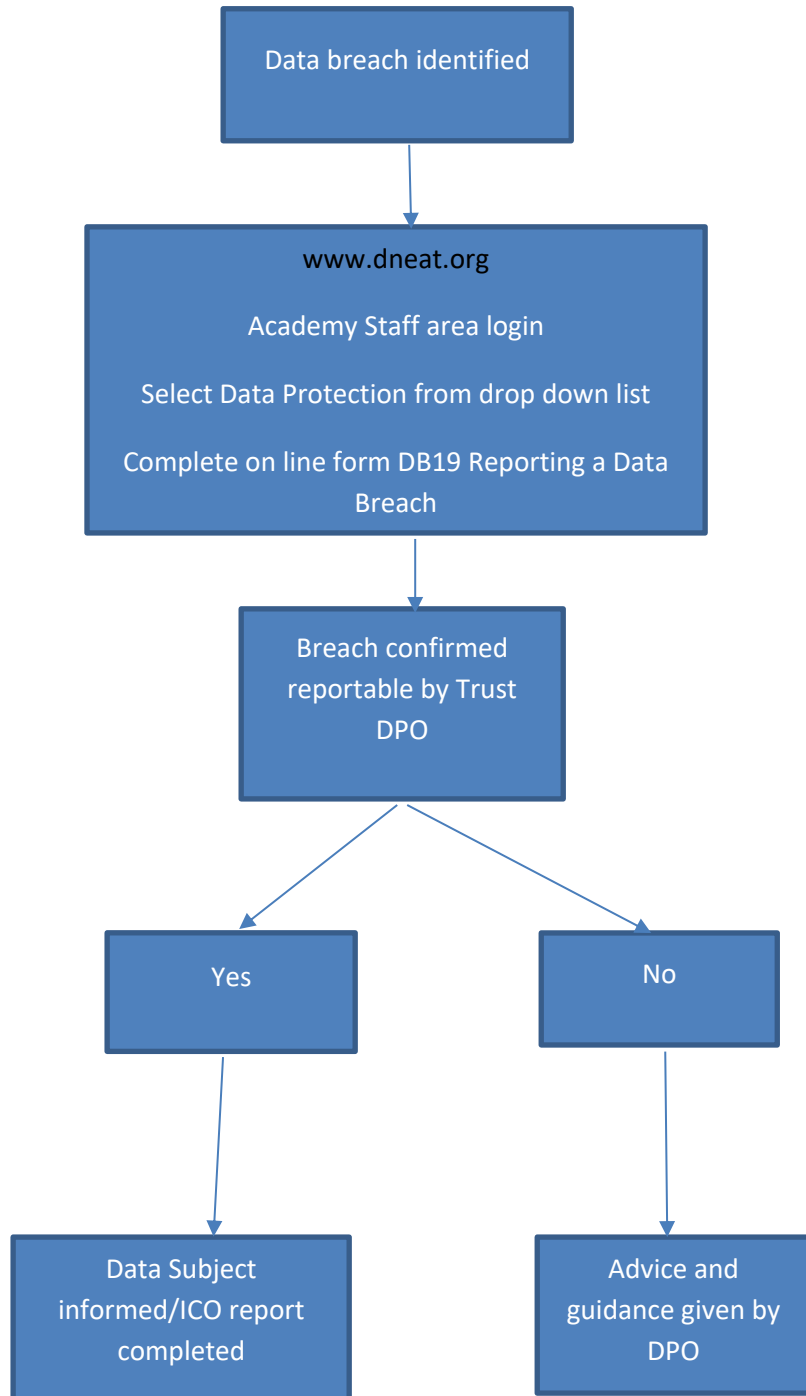 Data breach identified
www.dneat.org
Academy Staff area login
Select Data Protection from drop down list
Complete on line form DB19 Reporting a Data
Breach
Breach confirmed
reportable by Trust
DPO
Yes
No
Data Subject
informed/ICO report
completed
Advice and
guidance given by
DPO